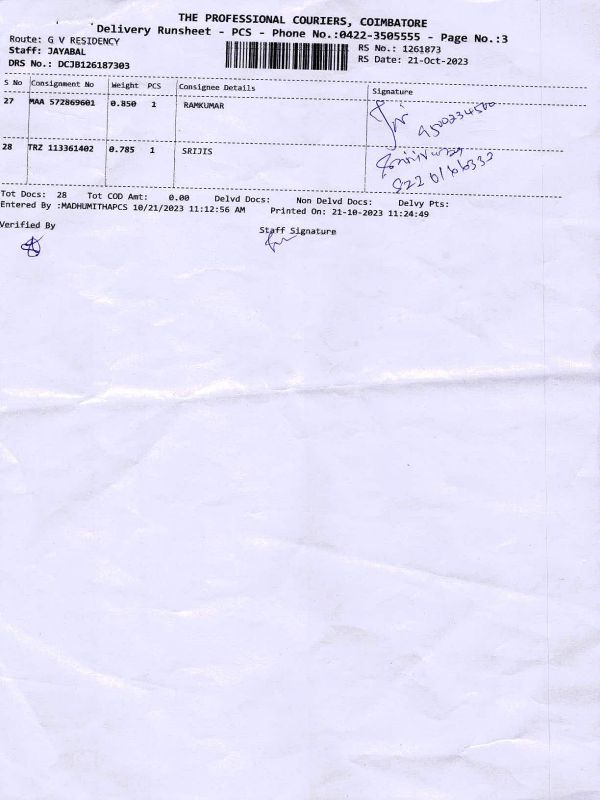 THE PROFESSIONAL COURIERS, COIMBATORE
Delivery Runsheet - PCS - Phone No.:0422-3505555 - Page No.:3
Route: G V RESIDENCY RS No.: 1261873
Staff: JAYABAL RS Date: 21-Oct-2023
DRS No.: DCJB126187303
S No Consignment No Weight PCS Consignee Details Signature
27 MAA 572869601 0.850 1 RAMKUMAR
28 TRZ 113361402 0.785 1 SRIJIS
Tot Docs: 28 Tot COD Amt: 0.00 Delvd Docs: Non Delvd Docs: Delvy Pts:
Entered By :MADHUMITHAPCS 10/21/2023 11:12:56 AM Printed On: 21-10-2023 11:24:49
Verified By Staff Signature